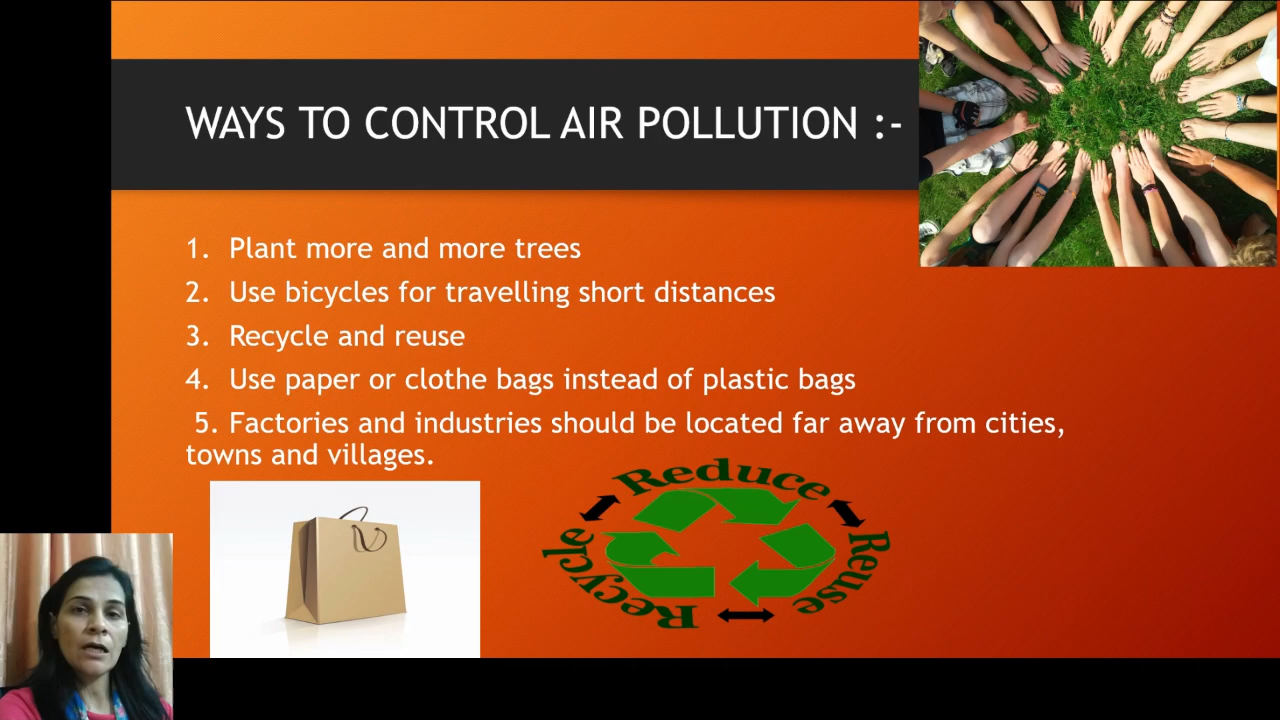 WAYS TO CONTROL AIR POLLUTION :-
1. Plant more and more trees
2. Use bicycles for travelling short distances
3. Recycle and reuse
4. Use paper or clothe bags instead of plastic bags
5. Factories and industries should be located far away from cities,
towns and villages.
Reduce
Reuse
Recycle